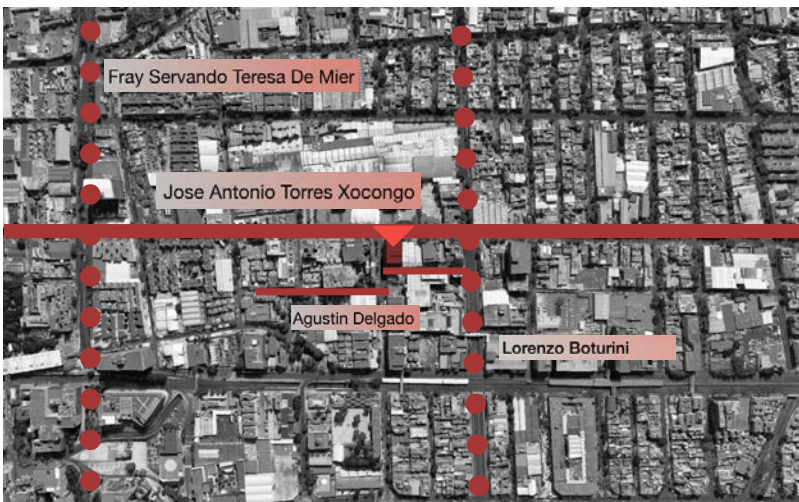 Fray Servando Teresa De Mier
Jose Antonio Torres Xocongo
Agustin Delgado
Lorenzo Boturini